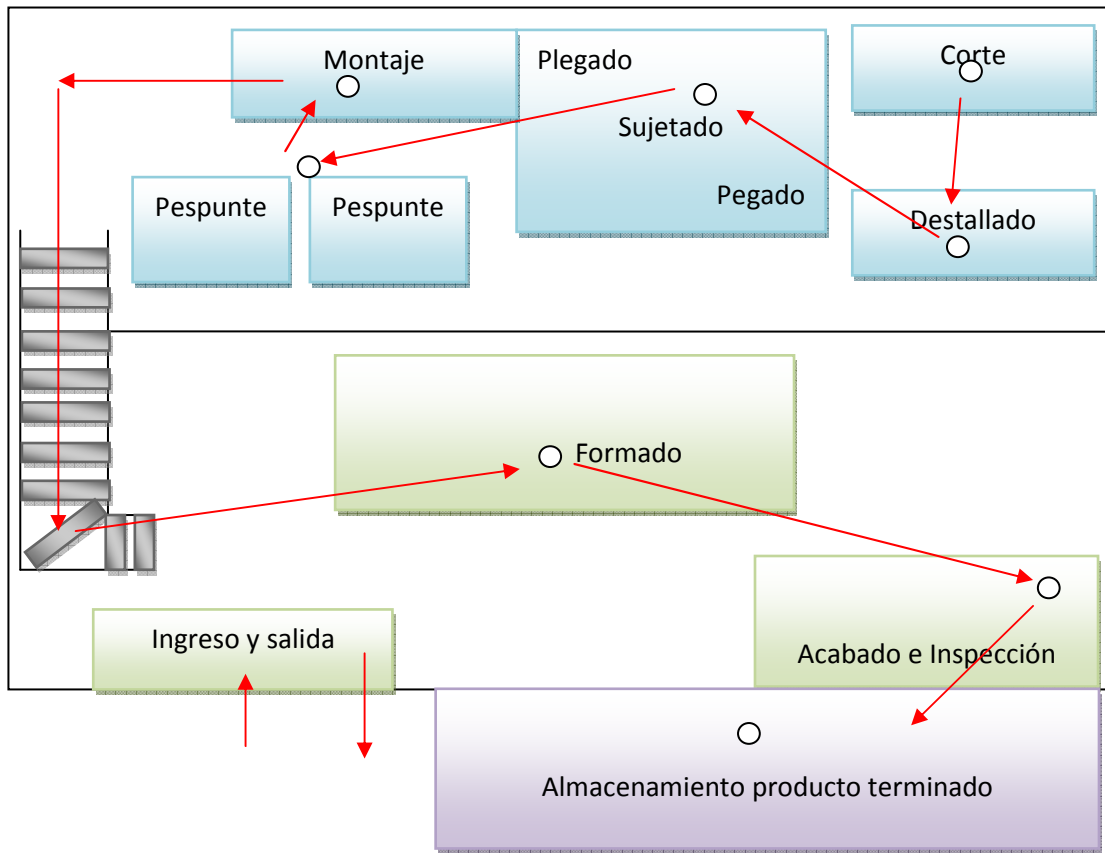 Montaje
Plegado
Corte
Sujetado
Pegado
Pespunte
Pespunte
Destallado
Formado
Ingreso y salida
Acabado e Inspección
Almacenamiento producto terminado